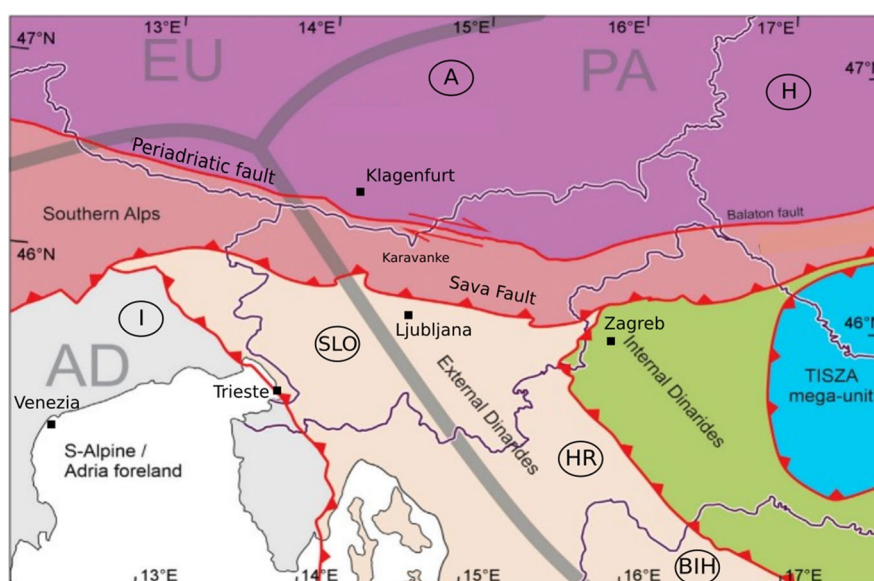 13°E 14°E 15°E 16°E 17°E
47°N
47°N
EU
PA
A
H
Periadriatic fault
Klagenfurt
Southern Alps
Balaton fault
46°N
Karavanke
Sava Fault
I
SLO
Ljubljana
Zagreb
46°N
AD
External Dinarides
Internal Dinarides
TISZA
mega-unit
Venezia
Trieste
S-Alpine /
Adria foreland
HR
BIH
13°E 14°E 15°E 16°E 17°E